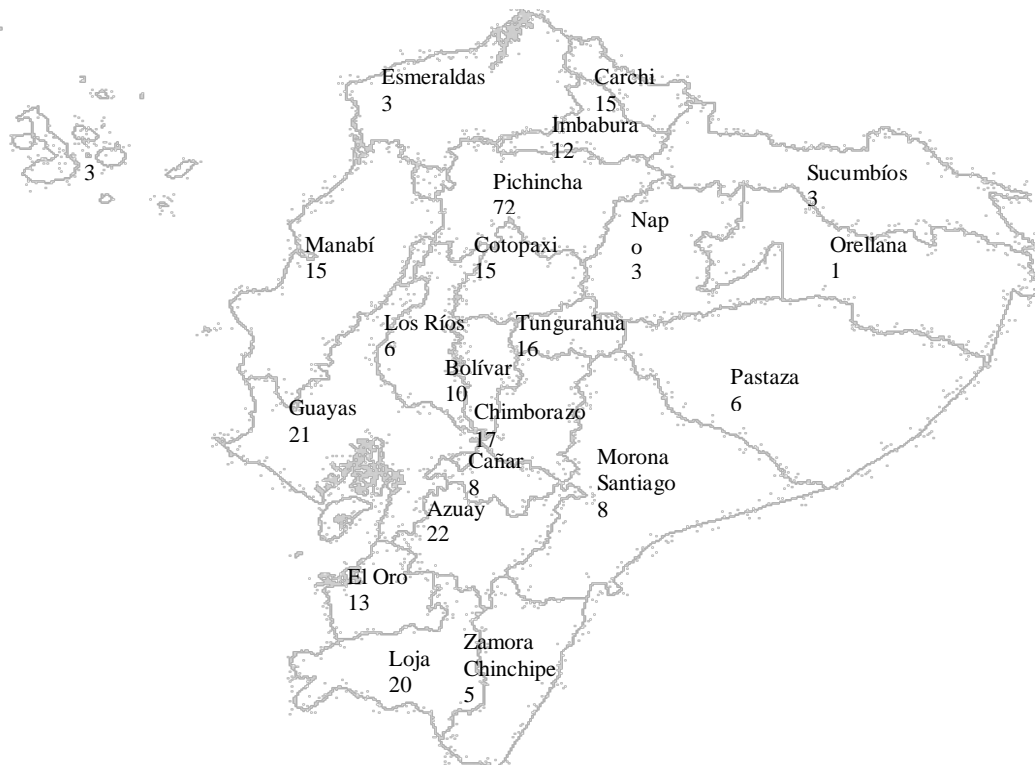 Esmeraldas
3
Carchi
15
Imbabura
12
3
Sucumbíos
3
Pichincha
72
Nap
o
3
Manabí
15
Cotopaxi
15
Orellana
1
Los Ríos
6
Tungurahua
16
Bolívar
10
Pastaza
6
Guayas
21
Chimborazo
17
Cañar
8
Morona
Santiago
8
Azuay
22
El Oro
13
Loja
20
Zamora
Chinchipe
5